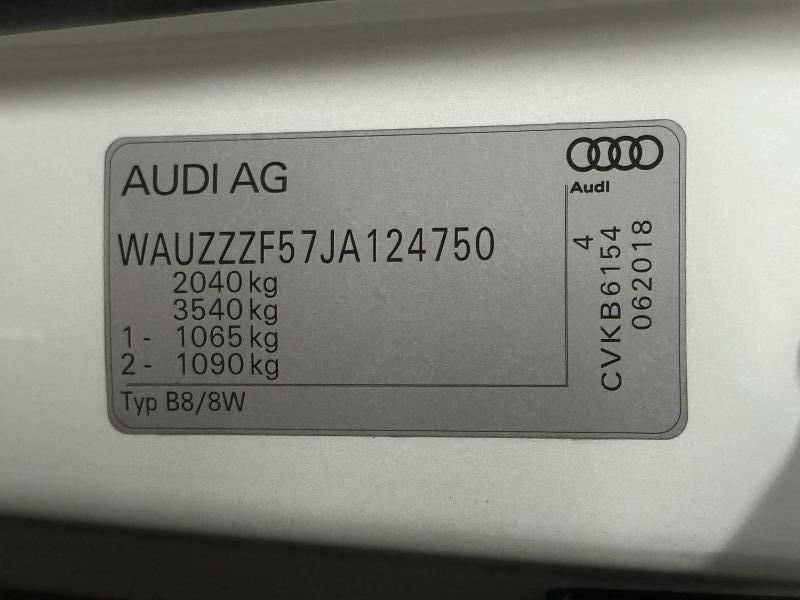 AUDI AG
Audi
WAUZZZF57JA124750
2040 kg
3540 kg
1 - 1065 kg
2 - 1090 kg
Typ B8/8W
4
CVKB6154
062018